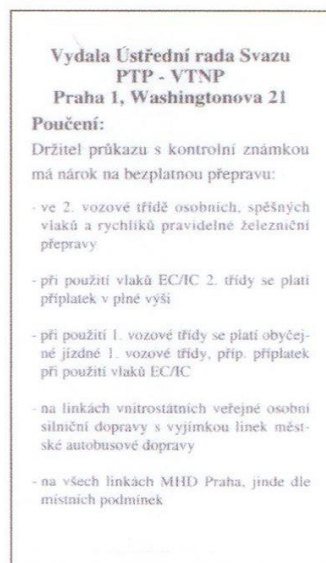 Vydala Ústřední rada Svazu
PTP - VTNP
Praha 1, Washingtonova 21
Poučení:
Držitel průkazu s kontrolní známkou
má nárok na bezplatnou přepravu:
- ve 2. vozové třídě osobních, spěšných
vlaků a rychlíků pravidelné železniční
přepravy
- při použití vlaků EC/IC 2. třídy se platí
příplatek v plné výši
- při použití 1. vozové třídy se platí obyčej-
né jízdné 1. vozové třídy, příp. příplatek
při použití vlaků EC/IC
- na linkách vnitrostátních veřejné osobní
silniční dopravy s vyjímkou linek měst-
ské autobusové dopravy
- na všech linkách MHD Praha, jinde dle
místních podmínek